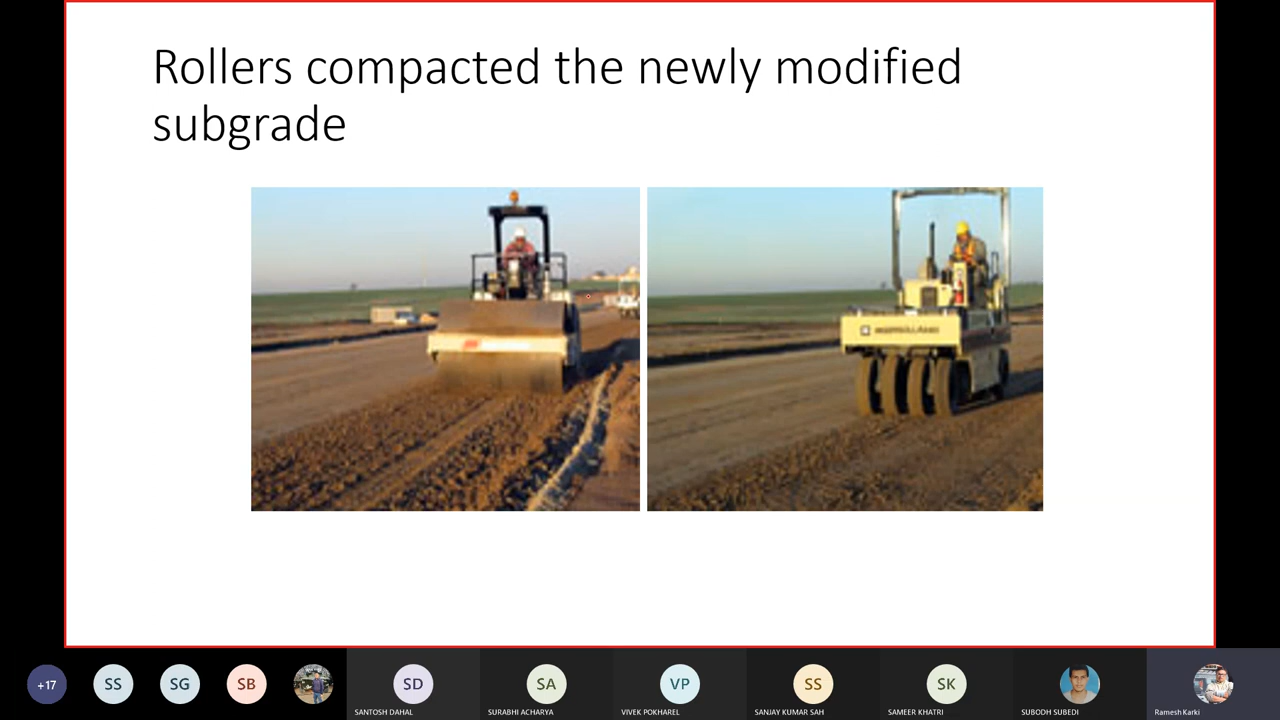 Rollers compacted the newly modified
subgrade
+17
SS
SG
SB
SD
SA
VP
SS
SK
SANTOSH DAHAL
SURABHI ACHARYA
VIVEK POKHAREL
SANJAY KUMAR SAH
SAMEER KHATRI
SUBODH SUBEDI
Ramesh Karki